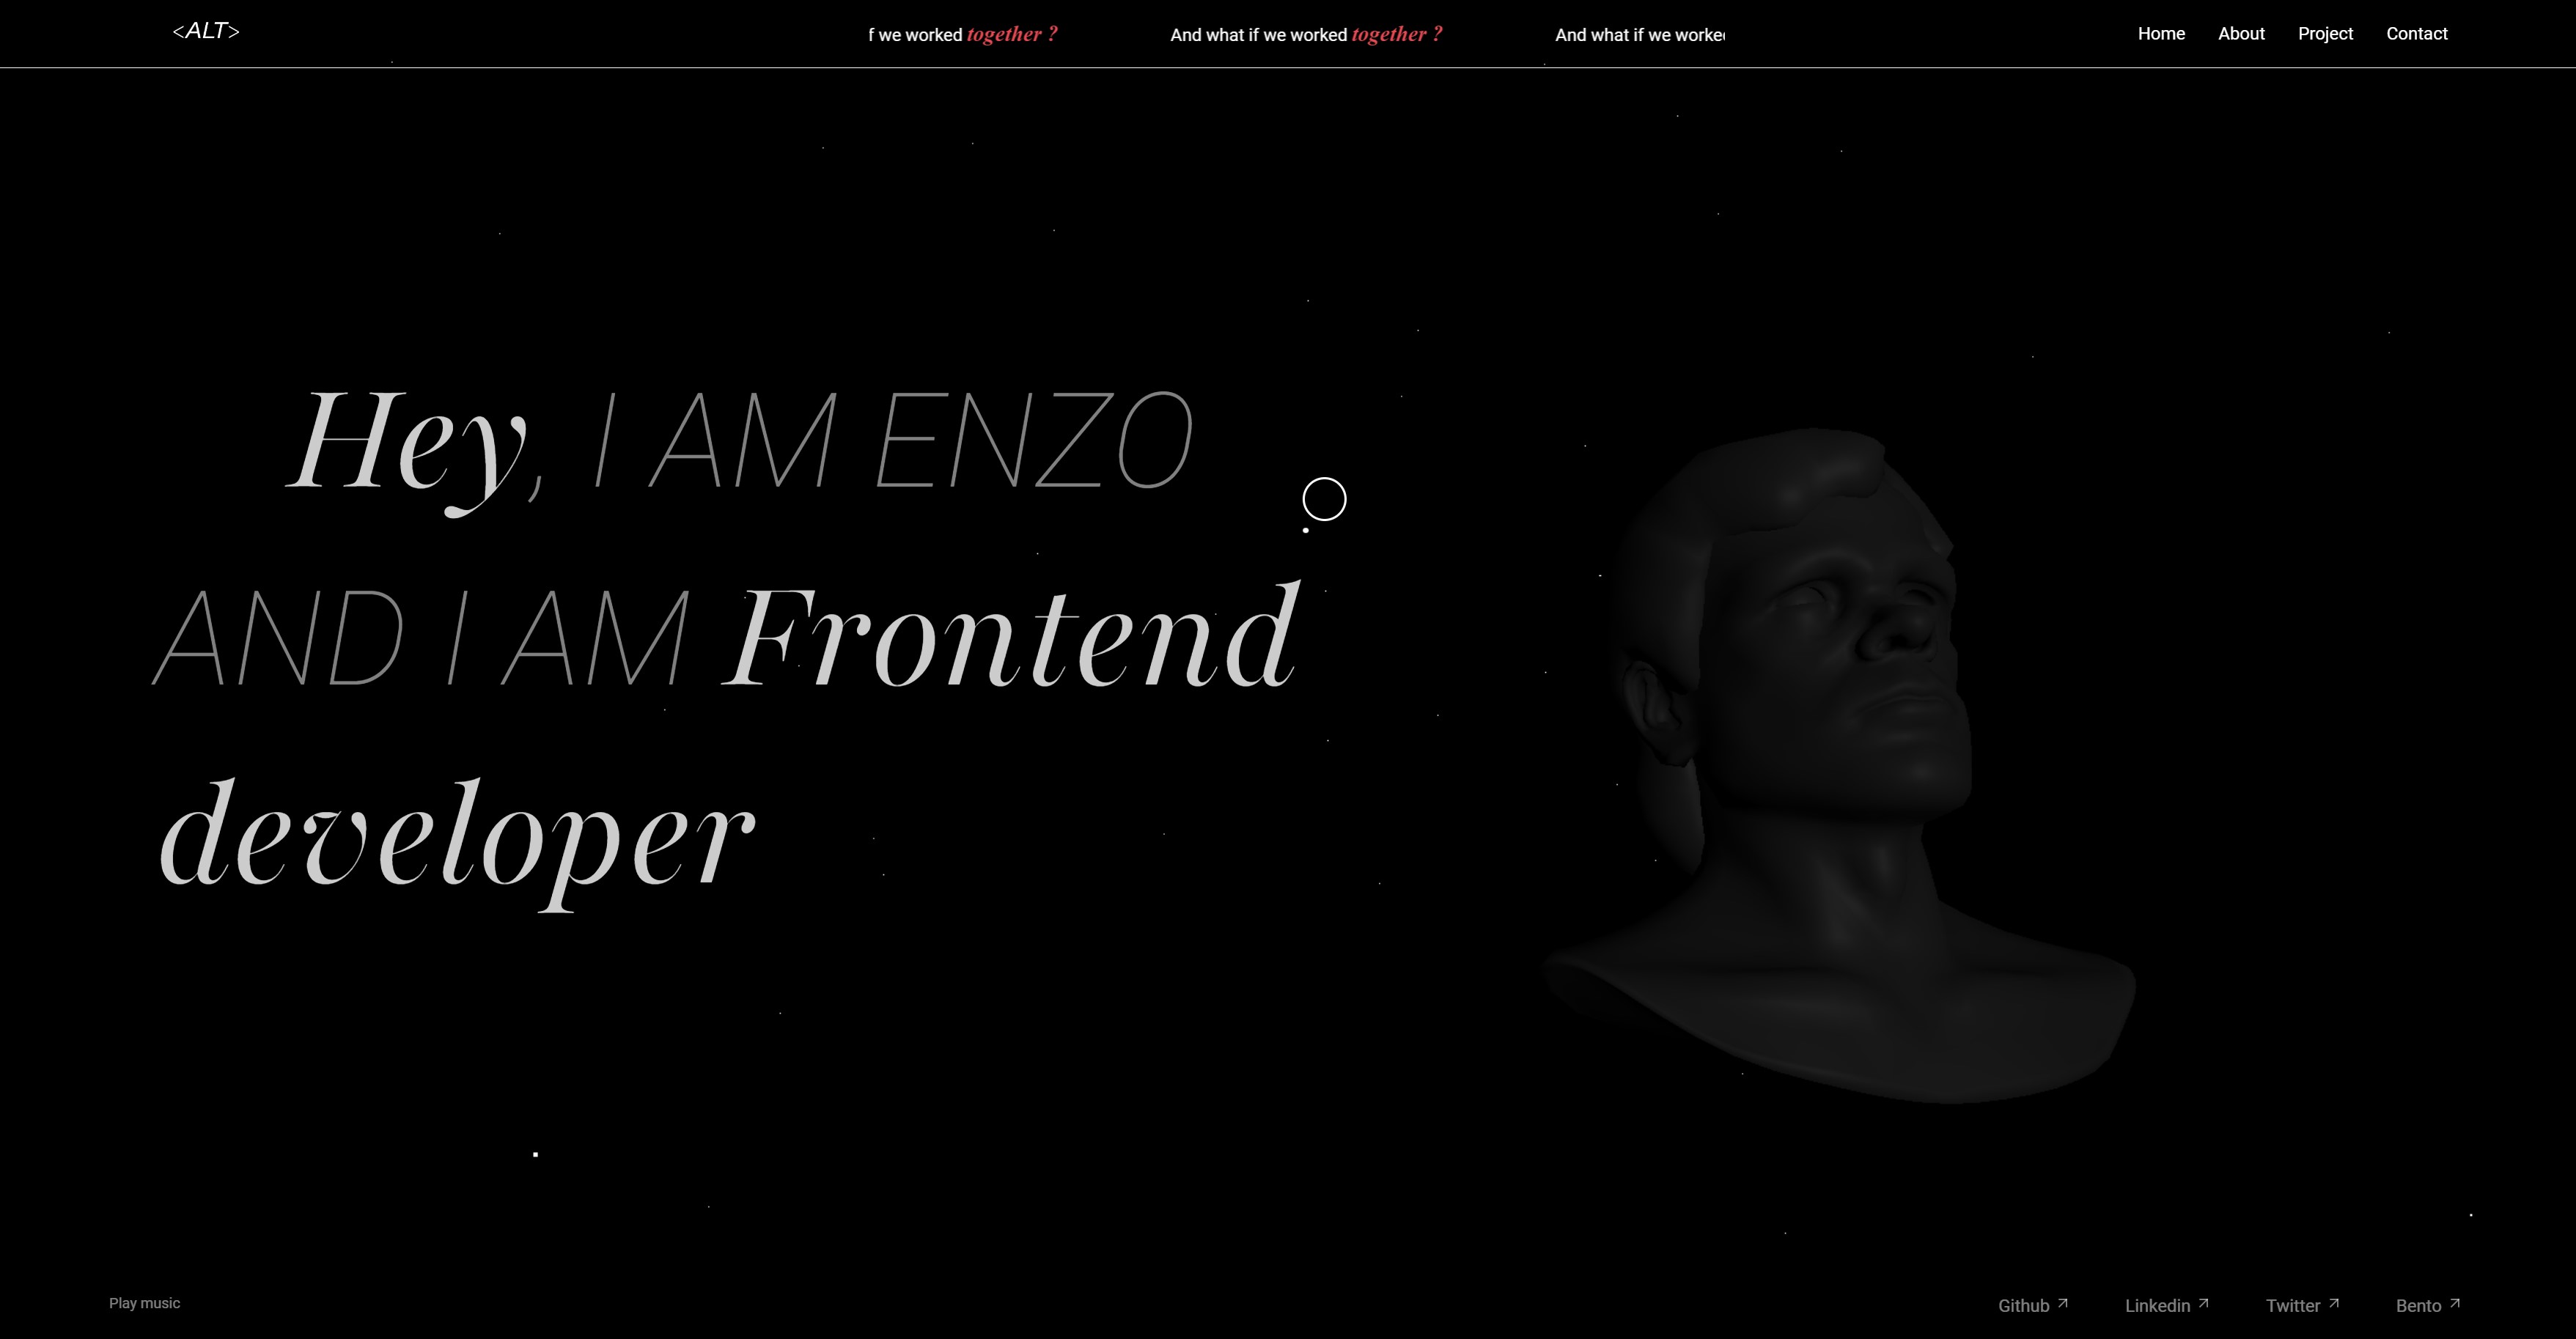 <ALT>
f we worked together ? And what if we worked together ? And what if we worke
Home About Project Contact
Hey, I AM ENZO
AND I AM Frontend
developer
Play music
Github Linkedin Twitter Bento